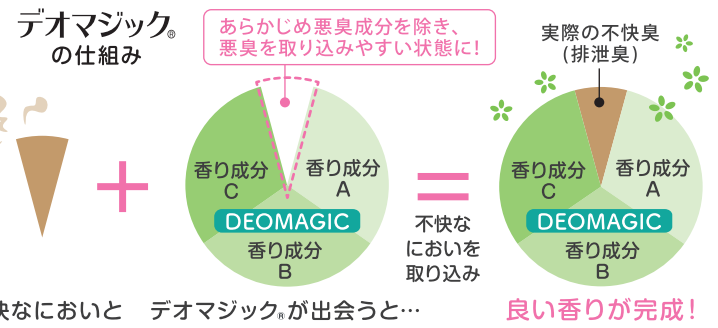 デオマジック®
の仕組み
あらかじめ悪臭成分を除き、
悪臭を取り込みやすい状態に!
実際の不快臭
(排泄臭)
香り成分
C
香り成分
A
DEOMAGIC
香り成分
B
不快な
においを
取り込み
香り成分
C
香り成分
A
DEOMAGIC
香り成分
B
快なにおいと
デオマジック®が出会うと…
良い香りが完成!